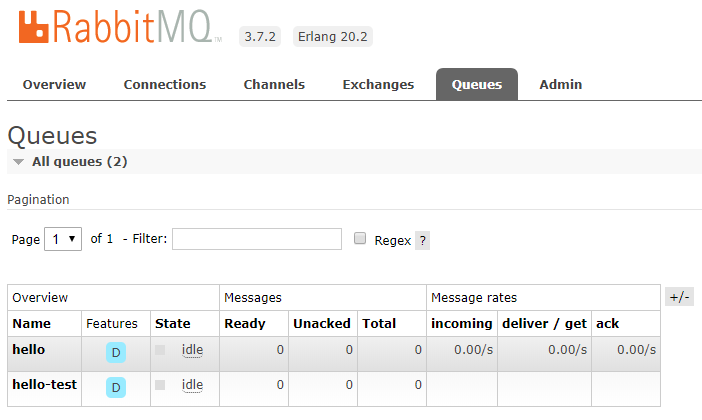 RabbitMQ TM 3.7.2 Erlang 20.2
Overview Connections Channels Exchanges Queues Admin
Queues
All queues (2)
Pagination
Page 1 of 1 - Filter: Regex ?
Overview Messages Message rates +/-
Name Features State Ready Unacked Total incoming deliver / get ack
hello D idle 0 0 0 0.00/s 0.00/s 0.00/s
hello-test D idle 0 0 0